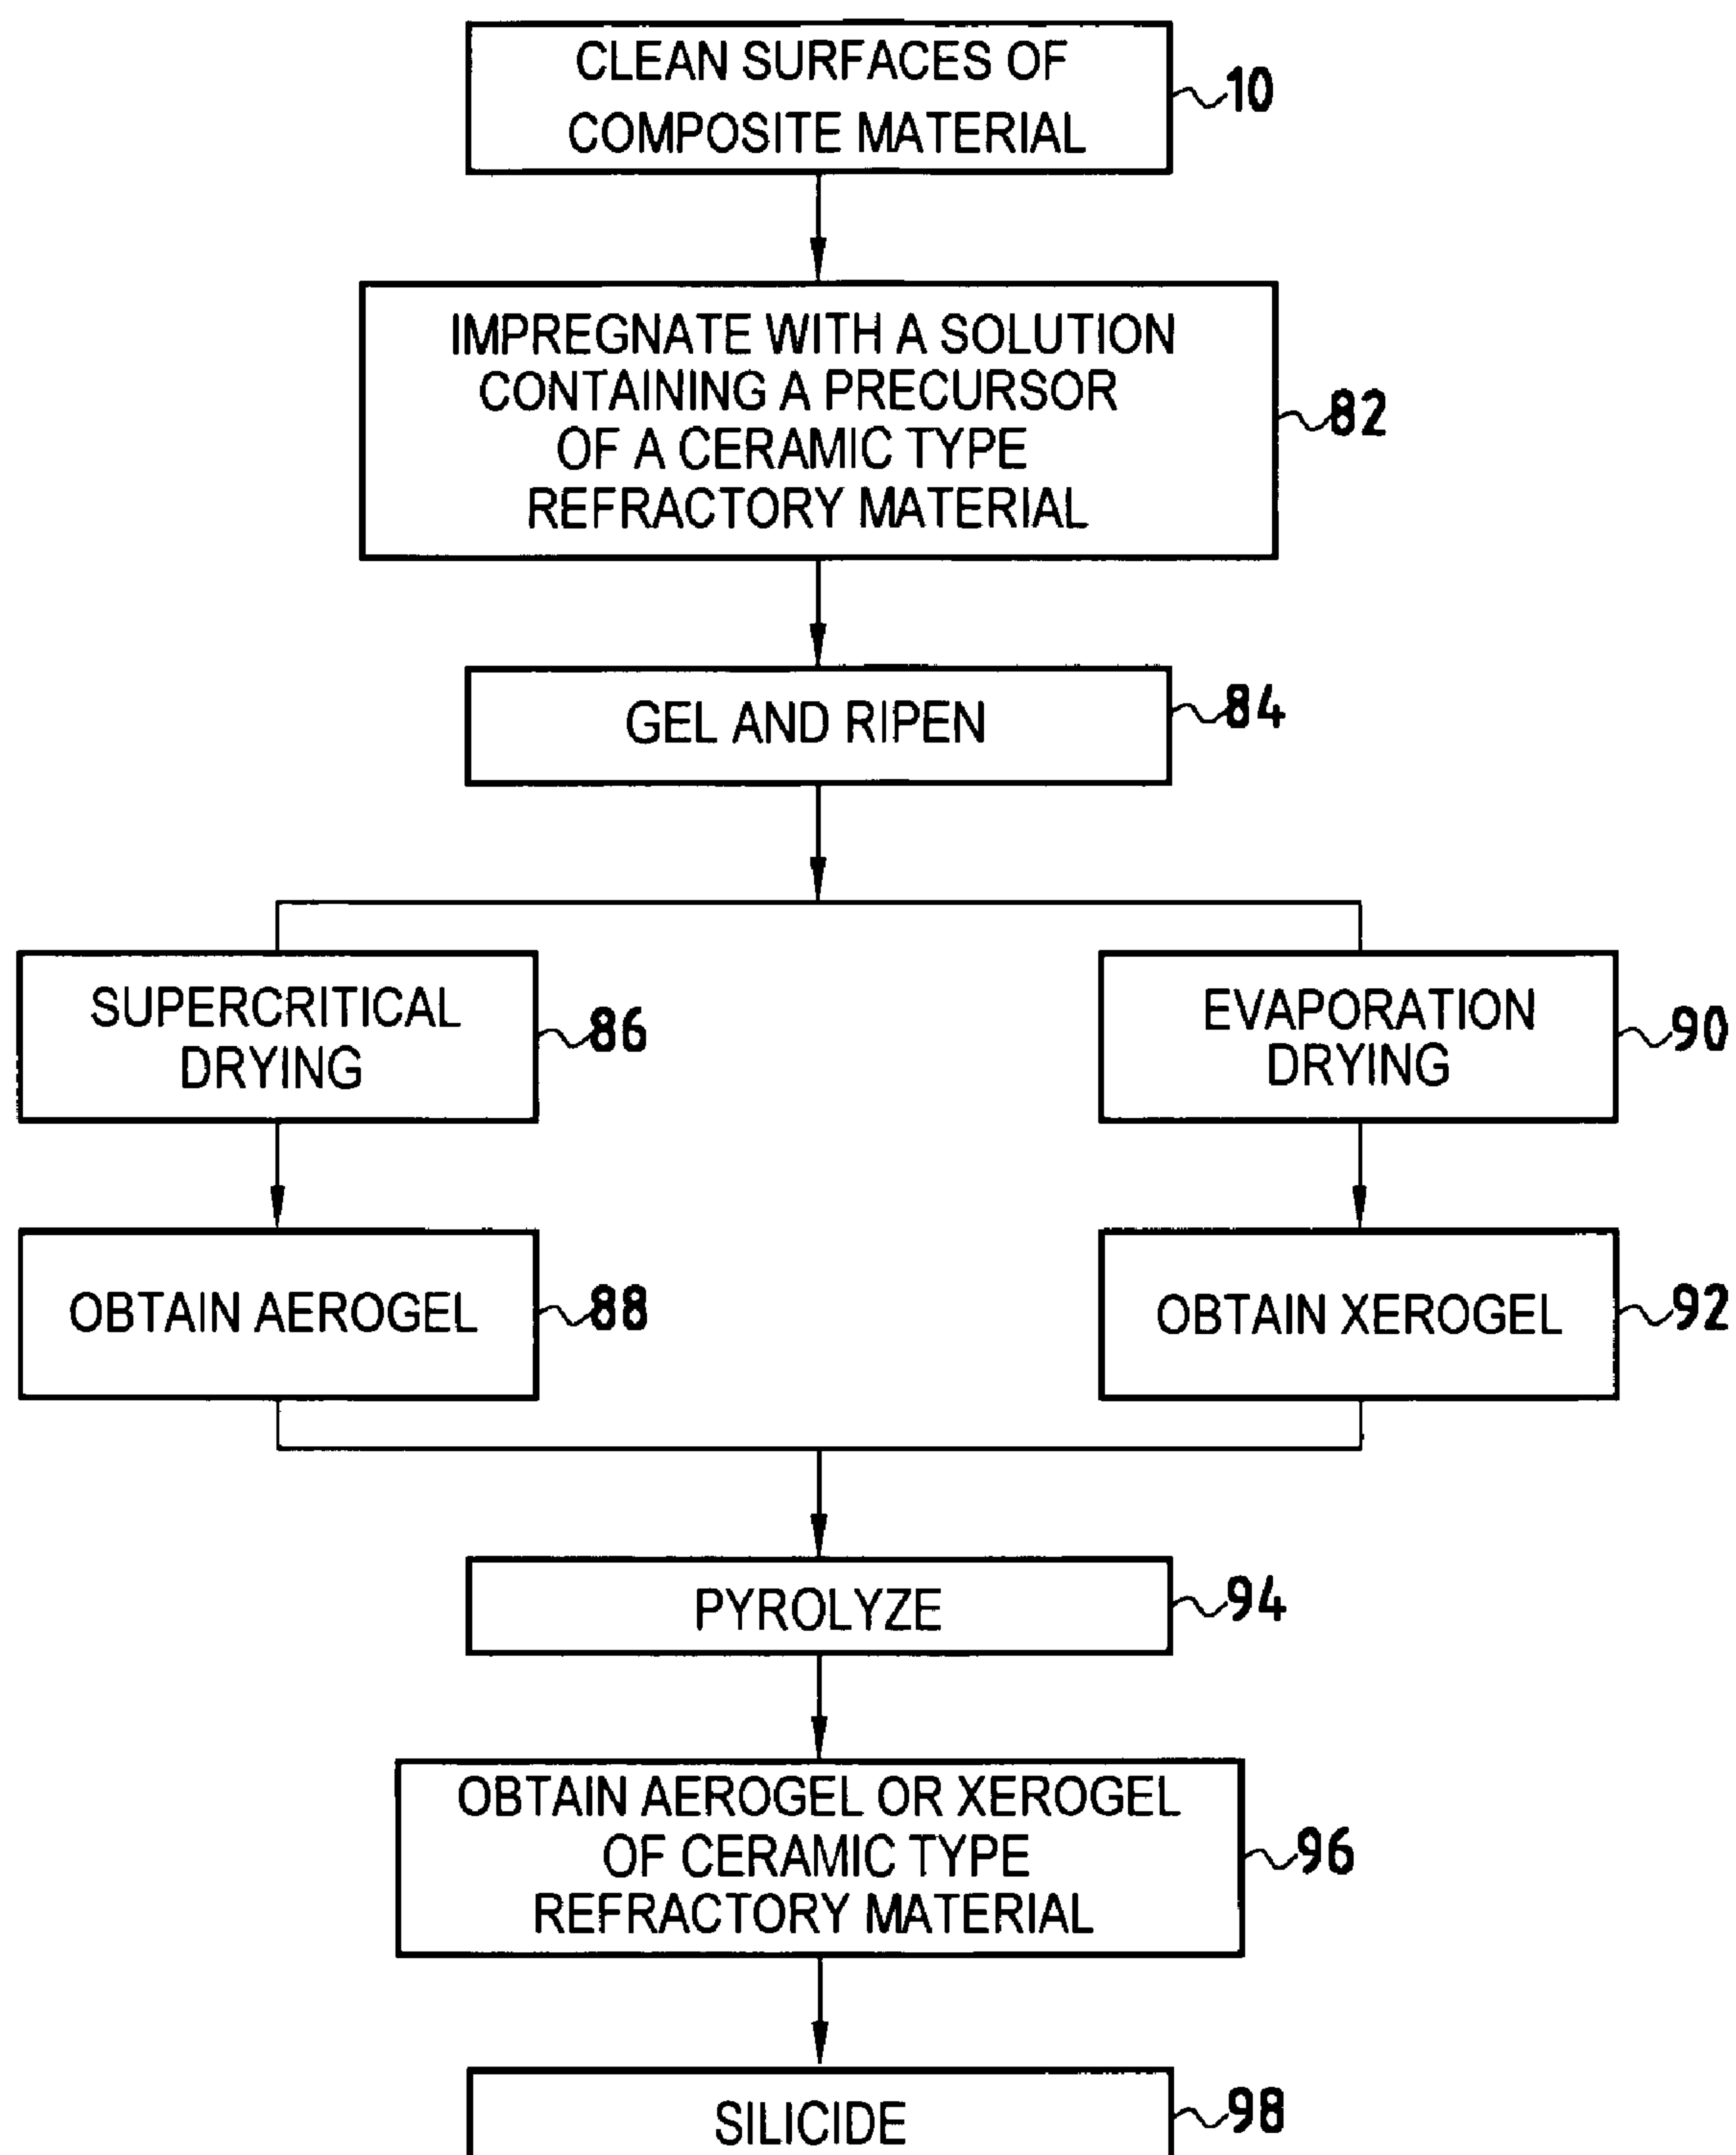 CLEAN SURFACES OF
COMPOSITE MATERIAL
10
IMPREGNATE WITH A SOLUTION
CONTAINING A PRECURSOR
OF A CERAMIC TYPE
REFRACTORY MATERIAL
82
GEL AND RIPEN
84
SUPERCRITICAL
DRYING
86
EVAPORATION
DRYING
90
OBTAIN AEROGEL
88
OBTAIN XEROGEL
92
PYROLYZE
94
OBTAIN AEROGEL OR XEROGEL
OF CERAMIC TYPE
REFRACTORY MATERIAL
96
SILICIDE
98